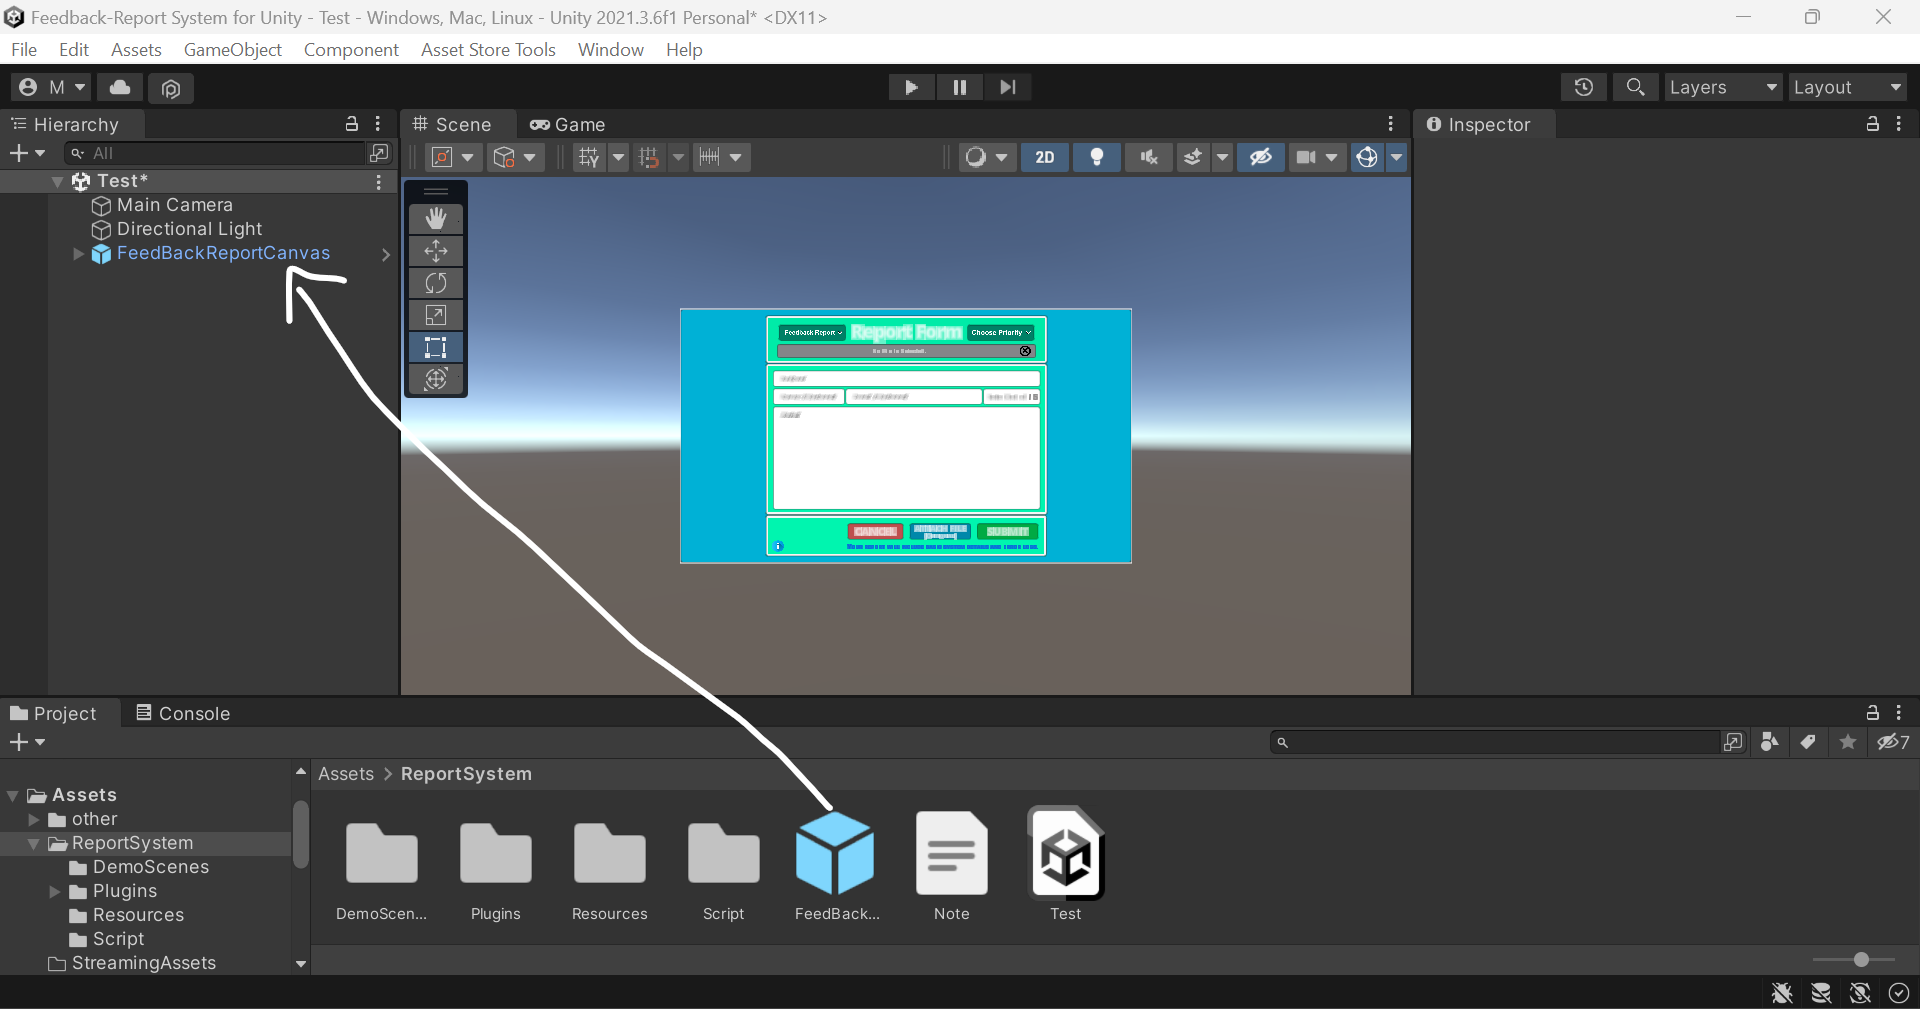 Feedback-Report System for Unity - Test - Windows, Mac, Linux - Unity 2021.3.6f1 Personal* <DX11>
File Edit Assets GameObject Component Asset Store Tools Window Help
M
Layers
Layout
Hierarchy
Scene
Game
Inspector
All
2D
Test*
Main Camera
Directional Light
FeedBackReportCanvas
Feedback Report
Report Form
Choose Priority
CANCEL
SUBMIT
Project
Console
7
Assets
other
ReportSystem
DemoScenes
Plugins
Resources
Script
StreamingAssets
Assets > ReportSystem
DemoScen...
Plugins
Resources
Script
FeedBack...
Note
Test